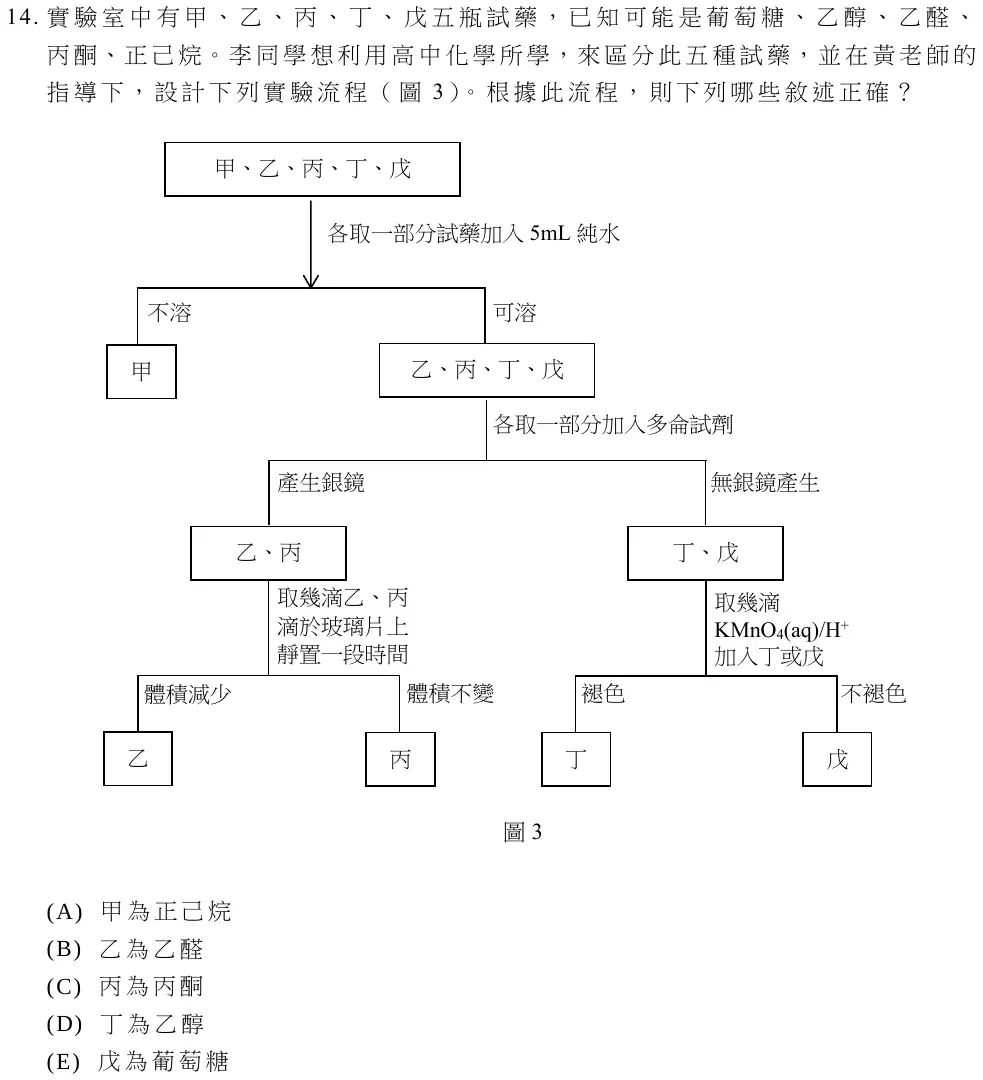 14. 實驗室中有甲、乙、丙、丁、戊五瓶試藥，已知可能是葡萄糖、乙醇、乙醛、
丙酮、正己烷。李同學想利用高中化學所學，來區分此五種試藥，並在黃老師的
指導下，設計下列實驗流程（圖 3）。根據此流程，則下列哪些敘述正確？
甲、乙、丙、丁、戊
各取一部分試藥加入 5mL 純水
不溶
可溶
甲
乙、丙、丁、戊
各取一部分加入多侖試劑
產生銀鏡
無銀鏡產生
乙、丙
丁、戊
取幾滴乙、丙
滴於玻璃片上
靜置一段時間
取幾滴
KMnO₄(aq)/H⁺
加入丁或戊
體積減少
體積不變
褪色
不褪色
乙
丙
丁
戊
圖 3
(A) 甲為正己烷
(B) 乙為乙醛
(C) 丙為丙酮
(D) 丁為乙醇
(E) 戊為葡萄糖